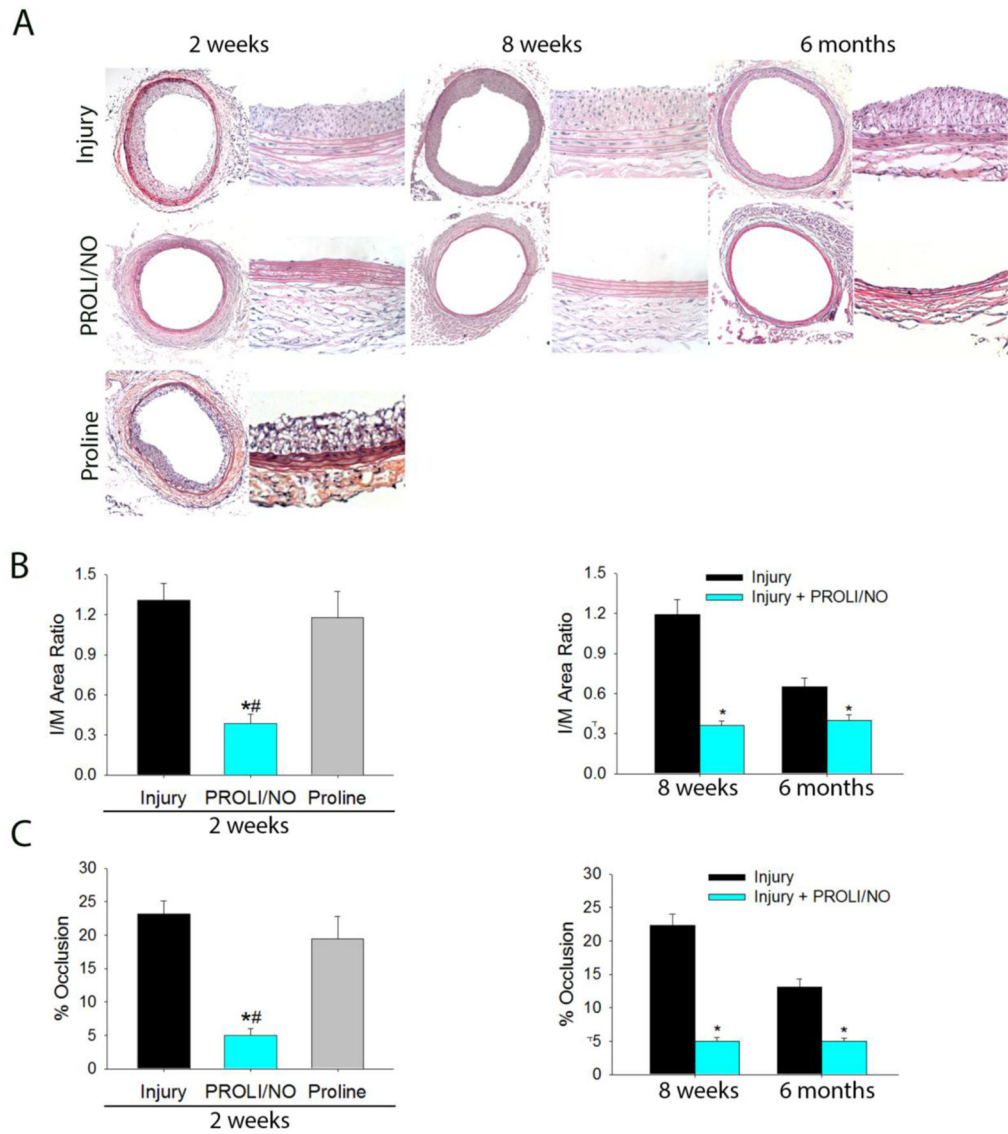 A
2 weeks
8 weeks
6 months
Injury
PROLI/NO
Proline
B
I/M Area Ratio
1.5
1.2
0.9
0.6
0.3
0.0
Injury PROLI/NO Proline
2 weeks
*#
I/M Area Ratio
1.5
1.2
0.9
0.6
0.3
0.0
Injury
Injury + PROLI/NO
*
*
8 weeks 6 months
C
% Occlusion
30
25
20
15
10
5
0
*#
Injury PROLI/NO Proline
2 weeks
% Occlusion
30
25
20
15
10
5
0
Injury
Injury + PROLI/NO
*
*
8 weeks 6 months